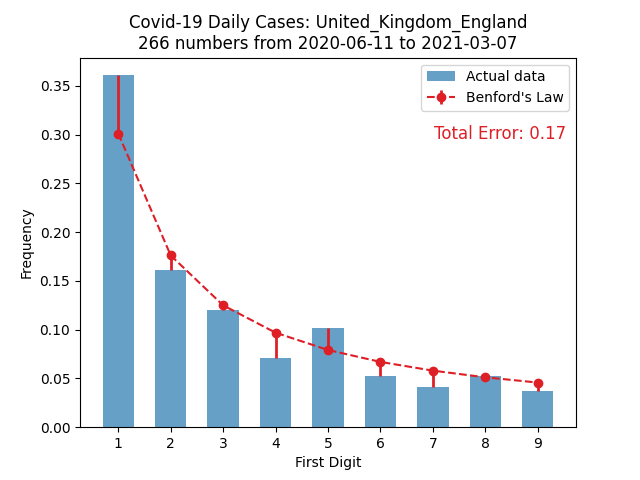 Covid-19 Daily Cases: United_Kingdom_England
266 numbers from 2020-06-11 to 2021-03-07
Actual data
Benford's Law
Total Error: 0.17
Frequency
0.35
0.30
0.25
0.20
0.15
0.10
0.05
0.00
1 2 3 4 5 6 7 8 9
First Digit